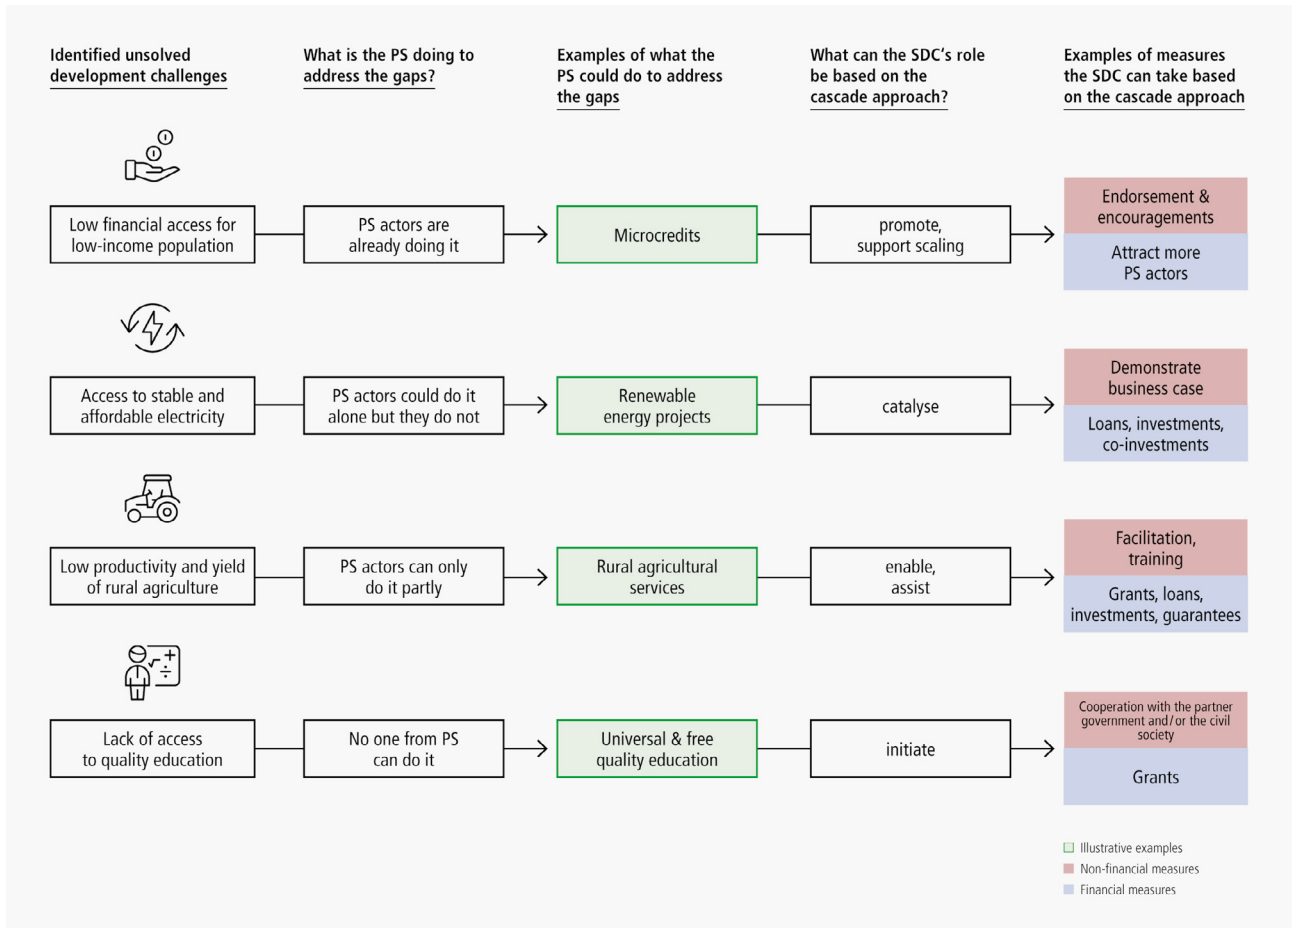 Identified unsolved
development challenges
What is the PS doing to
address the gaps?
Examples of what the
PS could do to address
the gaps
What can the SDC‘s role
be based on the
cascade approach?
Examples of measures
the SDC can take based
on the cascade approach
Low financial access for
low-income population
PS actors are
already doing it
Microcredits
promote,
support scaling
Endorsement &
encouragements
Attract more
PS actors
Access to stable and
affordable electricity
PS actors could do it
alone but they do not
Renewable
energy projects
catalyse
Demonstrate
business case
Loans, investments,
co-investments
Low productivity and yield
of rural agriculture
PS actors can only
do it partly
Rural agricultural
services
enable,
assist
Facilitation,
training
Grants, loans,
investments, guarantees
Lack of access
to quality education
No one from PS
can do it
Universal & free
quality education
initiate
Cooperation with the partner
government and/or the civil
society
Grants
Illustrative examples
Non-financial measures
Financial measures